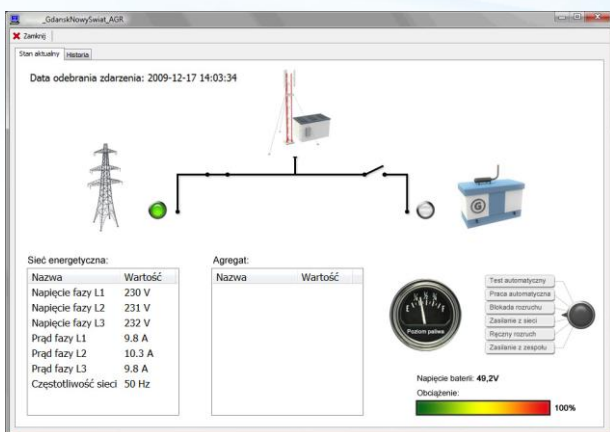 _GdanskNowySwiat_AGR
Zamknij
Stan aktualny Historia
Data odebrania zdarzenia: 2009-12-17 14:03:34
G
Sieć energetyczna:
Nazwa Wartość
Napięcie fazy L1 230 V
Napięcie fazy L2 231 V
Napięcie fazy L3 232 V
Prąd fazy L1 9.8 A
Prąd fazy L2 10.3 A
Prąd fazy L3 9.8 A
Częstotliwość sieci 50 Hz
Agregat:
Nazwa Wartość
Poziom paliwa
Test automatyczny
Praca automatyczna
Blokada rozruchu
Zasilanie z sieci
Ręczny rozruch
Zasilanie z zespołu
Napięcie baterii: 49,2V
Obciążenie:
100%